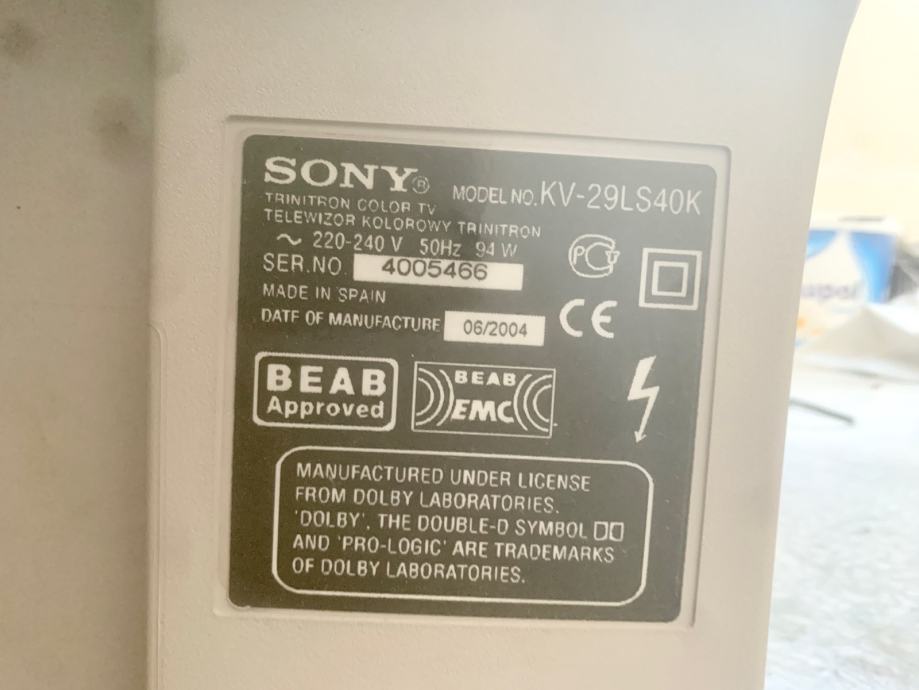 SONY®
MODEL NO. KV-29LS40K
TRINITRON COLOR TV
TELEWIZOR KOLOROWY TRINITRON
~ 220-240 V 50Hz 94 W
SER.NO. 4005466
MADE IN SPAIN
DATE OF MANUFACTURE 06/2004
CE
BEAB
Approved
BEAB
EMC
MANUFACTURED UNDER LICENSE
FROM DOLBY LABORATORIES.
'DOLBY', THE DOUBLE-D SYMBOL
AND 'PRO-LOGIC' ARE TRADEMARKS
OF DOLBY LABORATORIES.